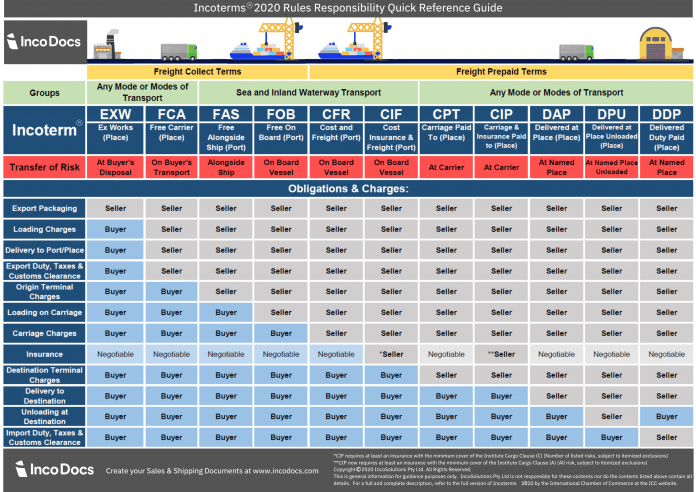 Incoterms®2020 Rules Responsibility Quick Reference Guide
IncoDocs
Freight Collect Terms Freight Prepaid Terms
Groups Any Mode or Modes of Transport Sea and Inland Waterway Transport Any Mode or Modes of Transport
Incoterm® EXW FCA FAS FOB CFR CIF CPT CIP DAP DPU DDP
Ex Works (Place) Free Carrier (Place) Free Alongside Ship (Port) Free On Board (Port) Cost and Freight (Port) Cost Insurance & Freight (Port) Carriage Paid To (Place) Carriage & Insurance Paid to (Place) Delivered at Place (Place) Delivered at Place Unloaded (Place) Delivered Duty Paid (Place)
Transfer of Risk At Buyer's Disposal On Buyer's Transport Alongside Ship On Board Vessel On Board Vessel On Board Vessel At Carrier At Carrier At Named Place At Named Place Unloaded At Named Place
Obligations & Charges:
Export Packaging Seller Seller Seller Seller Seller Seller Seller Seller Seller Seller Seller
Loading Charges Buyer Seller Seller Seller Seller Seller Seller Seller Seller Seller Seller
Delivery to Port/Place Buyer Seller Seller Seller Seller Seller Seller Seller Seller Seller Seller
Export Duty, Taxes & Customs Clearance Buyer Seller Seller Seller Seller Seller Seller Seller Seller Seller Seller
Origin Terminal Charges Buyer Buyer Seller Seller Seller Seller Seller Seller Seller Seller Seller
Loading on Carriage Buyer Buyer Buyer Seller Seller Seller Seller Seller Seller Seller Seller
Carriage Charges Buyer Buyer Buyer Buyer Seller Seller Seller Seller Seller Seller Seller
Insurance Negotiable Negotiable Negotiable Negotiable Negotiable *Seller Negotiable **Seller Negotiable Negotiable Negotiable
Destination Terminal Charges Buyer Buyer Buyer Buyer Buyer Buyer Seller Seller Seller Seller Seller
Delivery to Destination Buyer Buyer Buyer Buyer Buyer Buyer Buyer Buyer Seller Seller Seller
Unloading at Destination Buyer Buyer Buyer Buyer Buyer Buyer Buyer Buyer Buyer Seller Buyer
Import Duty, Taxes & Customs Clearance Buyer Buyer Buyer Buyer Buyer Buyer Buyer Buyer Buyer Buyer Seller
IncoDocs
Create your Sales & Shipping Documents at www.incodocs.com
*CIF requires at least an insurance with the minimum cover of the Institute Cargo Clause (C) (Number of listed risks, subject to itemized exclusions)
**CIP now requires at least an insurance with the minimum cover of the Institute Cargo Clause (A) (All risk, subject to itemized exclusions)
Copyright© 2020 IncoSolutions Pty Ltd. All Rights Reserved.
This is general information for guidance purposes only. IncoSolutions Pty Ltd is not responsible for these contents nor do the contents listed above contain all
details. For a full and complete description, refer to the full version of Incoterms 2020 by the International Chamber of Commerce at the ICC website.